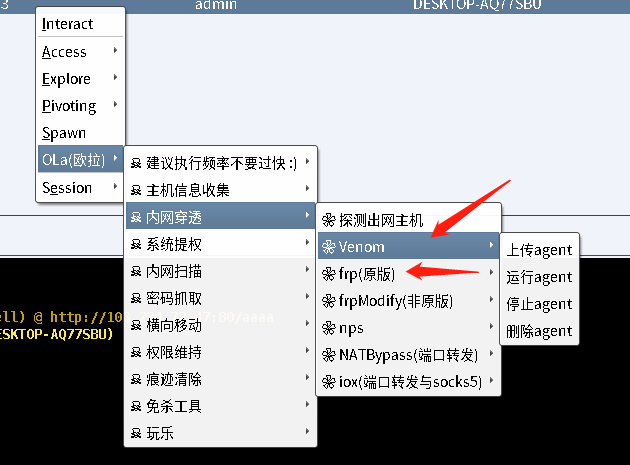 3 admin DESKTOP-AQ77SBU
Interact
Access
Explore
Pivoting
Spawn
OLa(欧拉)
Session
建议执行频率不要过快 :)
主机信息收集
内网穿透
系统提权
内网扫描
密码抓取
横向移动
权限维持
痕迹清除
免杀工具
玩乐
探测出网主机
Venom
frp(原版)
frpModify(非原版)
nps
NATBypass(端口转发)
iox(端口转发与socks5)
上传agent
运行agent
停止agent
删除agent
ell) @ http://10
:80/aaaa
ESKTOP-AQ77SBU)